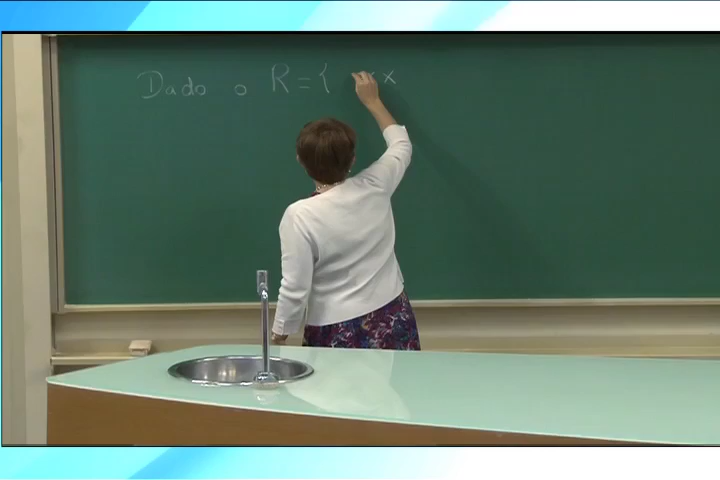 Dado o R = { x